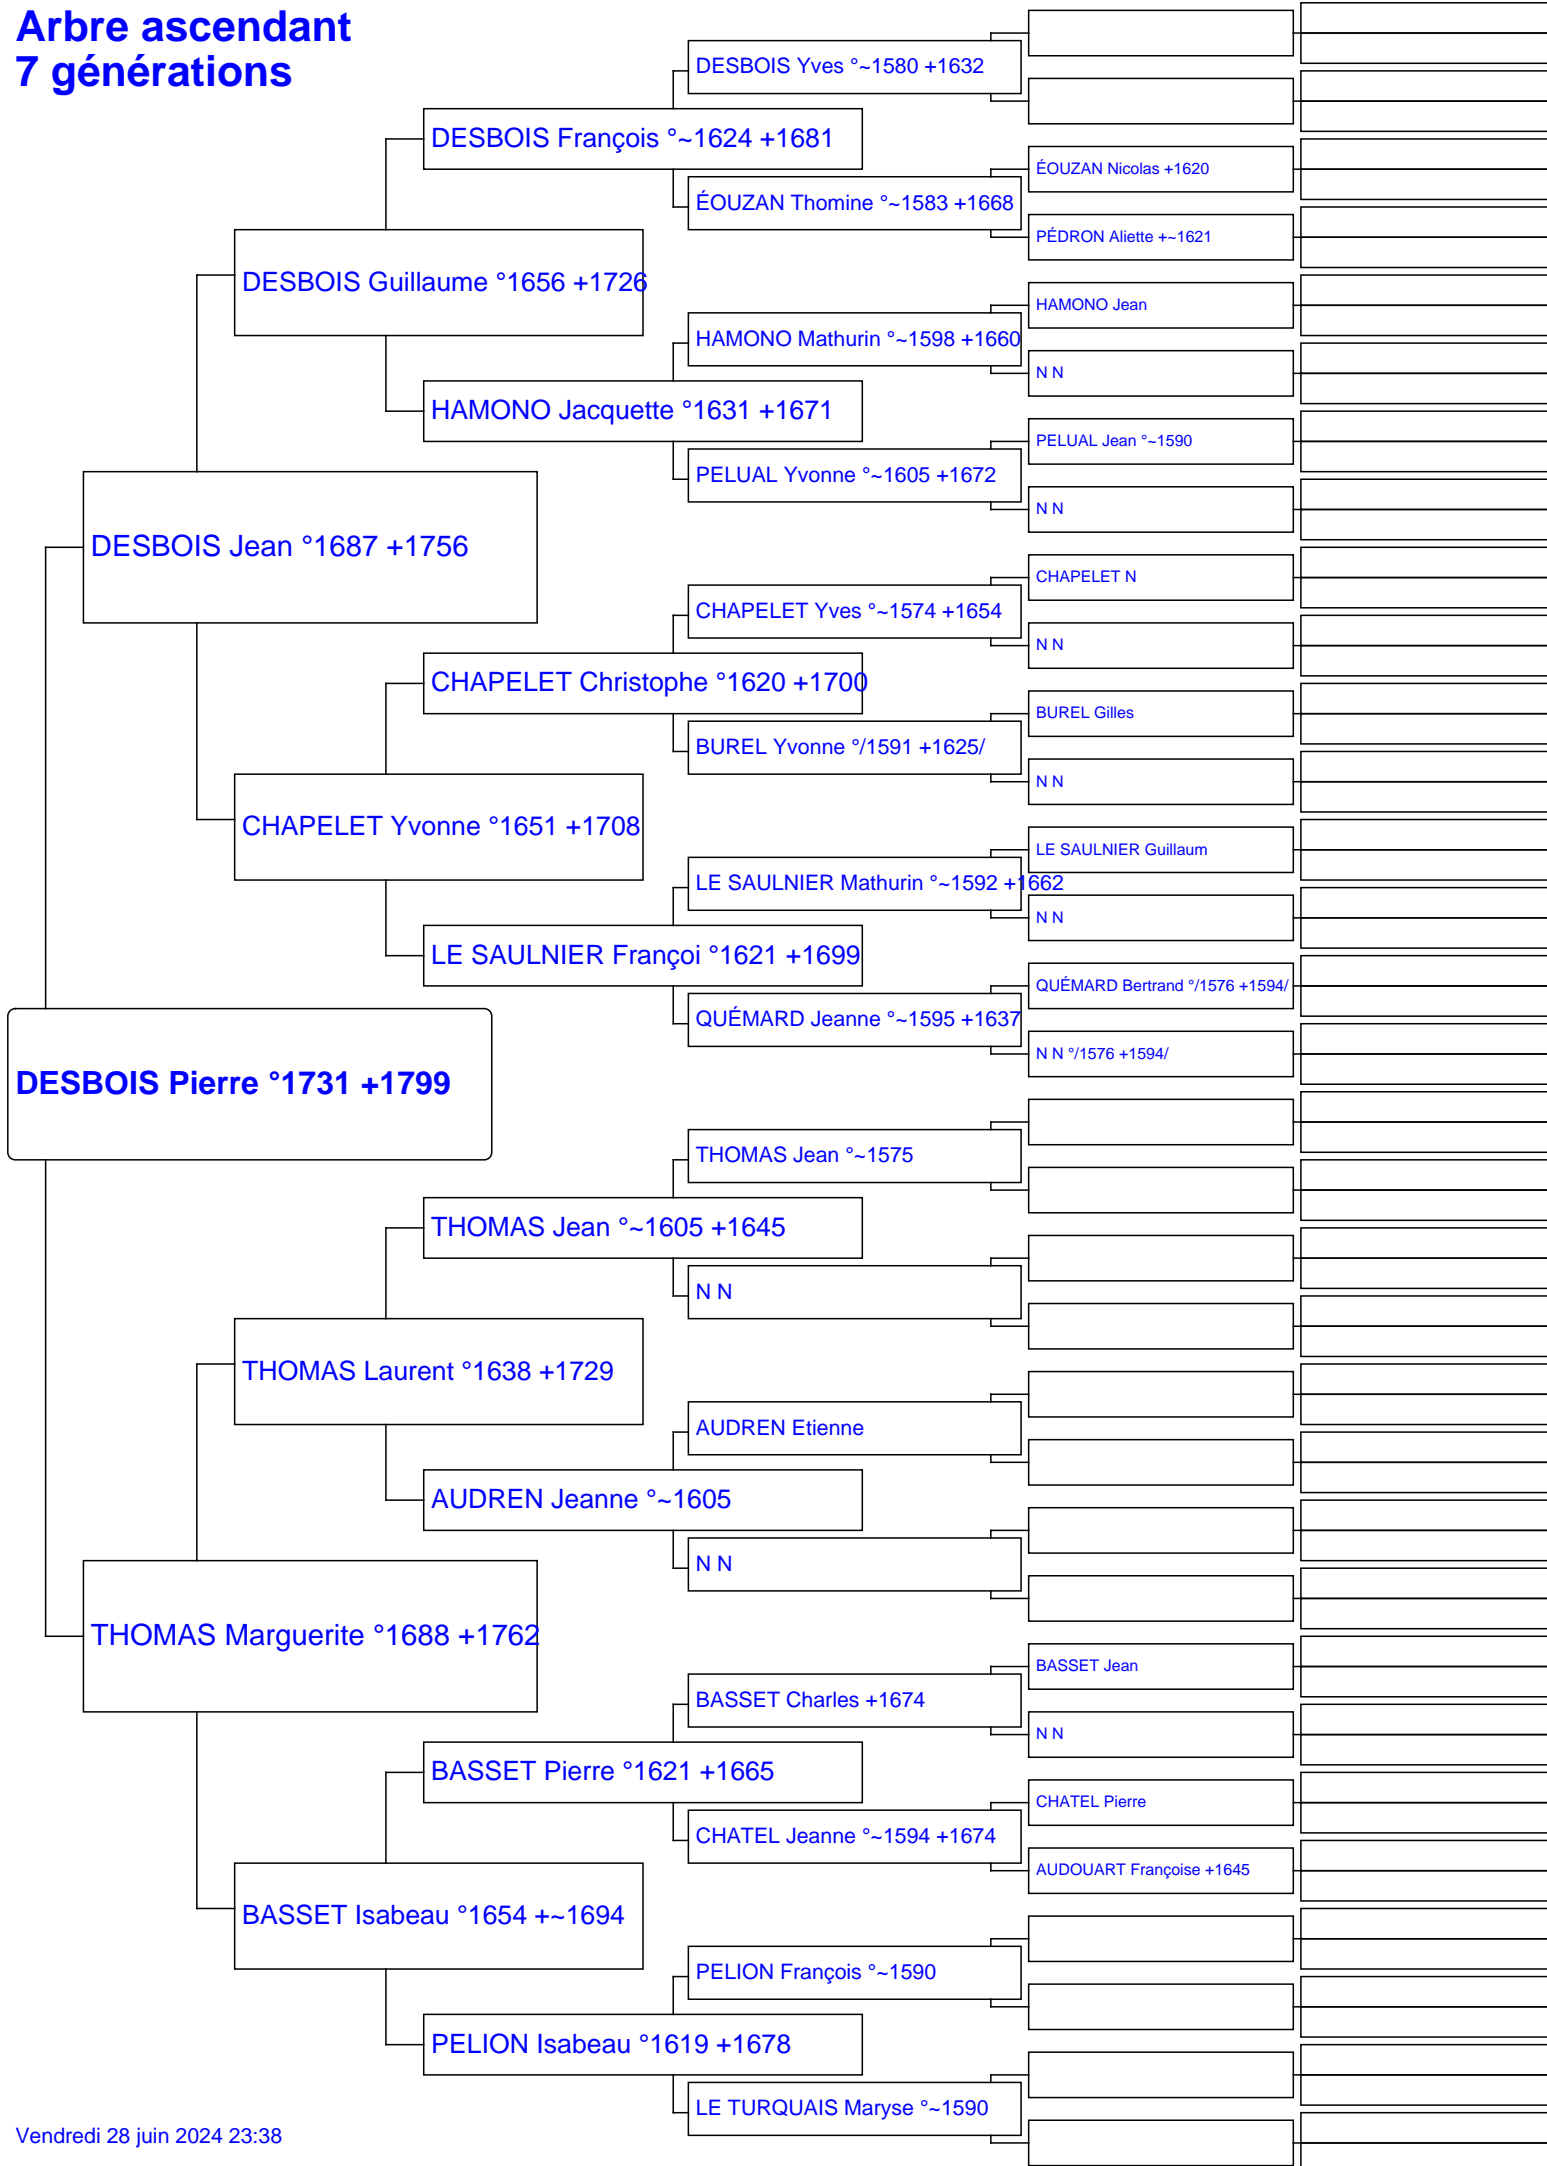 Arbre ascendant
7 générations
DESBOIS Yves °~1580 +1632
DESBOIS François °~1624 +1681
ÉOUZAN Nicolas +1620
ÉOUZAN Thomine °~1583 +1668
PÉDRON Aliette +~1621
DESBOIS Guillaume °1656 +1726
HAMONO Jean
HAMONO Mathurin °~1598 +1660
N N
HAMONO Jacquette °1631 +1671
PELUAL Jean °~1590
PELUAL Yvonne °~1605 +1672
N N
DESBOIS Jean °1687 +1756
CHAPELET N
CHAPELET Yves °~1574 +1654
N N
CHAPELET Christophe °1620 +1700
BUREL Gilles
BUREL Yvonne °/1591 +1625/
N N
CHAPELET Yvonne °1651 +1708
LE SAULNIER Guillaum
LE SAULNIER Mathurin °~1592 +1662
N N
LE SAULNIER Françoi °1621 +1699
QUÉMARD Bertrand °/1576 +1594/
QUÉMARD Jeanne °~1595 +1637
N N °/1576 +1594/
DESBOIS Pierre °1731 +1799
THOMAS Jean °~1575
THOMAS Jean °~1605 +1645
N N
THOMAS Laurent °1638 +1729
AUDREN Etienne
AUDREN Jeanne °~1605
N N
THOMAS Marguerite °1688 +1762
BASSET Jean
BASSET Charles +1674
N N
BASSET Pierre °1621 +1665
CHATEL Pierre
CHATEL Jeanne °~1594 +1674
AUDOUART Françoise +1645
BASSET Isabeau °1654 +~1694
PELION François °~1590
PELION Isabeau °1619 +1678
LE TURQUAIS Maryse °~1590
Vendredi 28 juin 2024 23:38